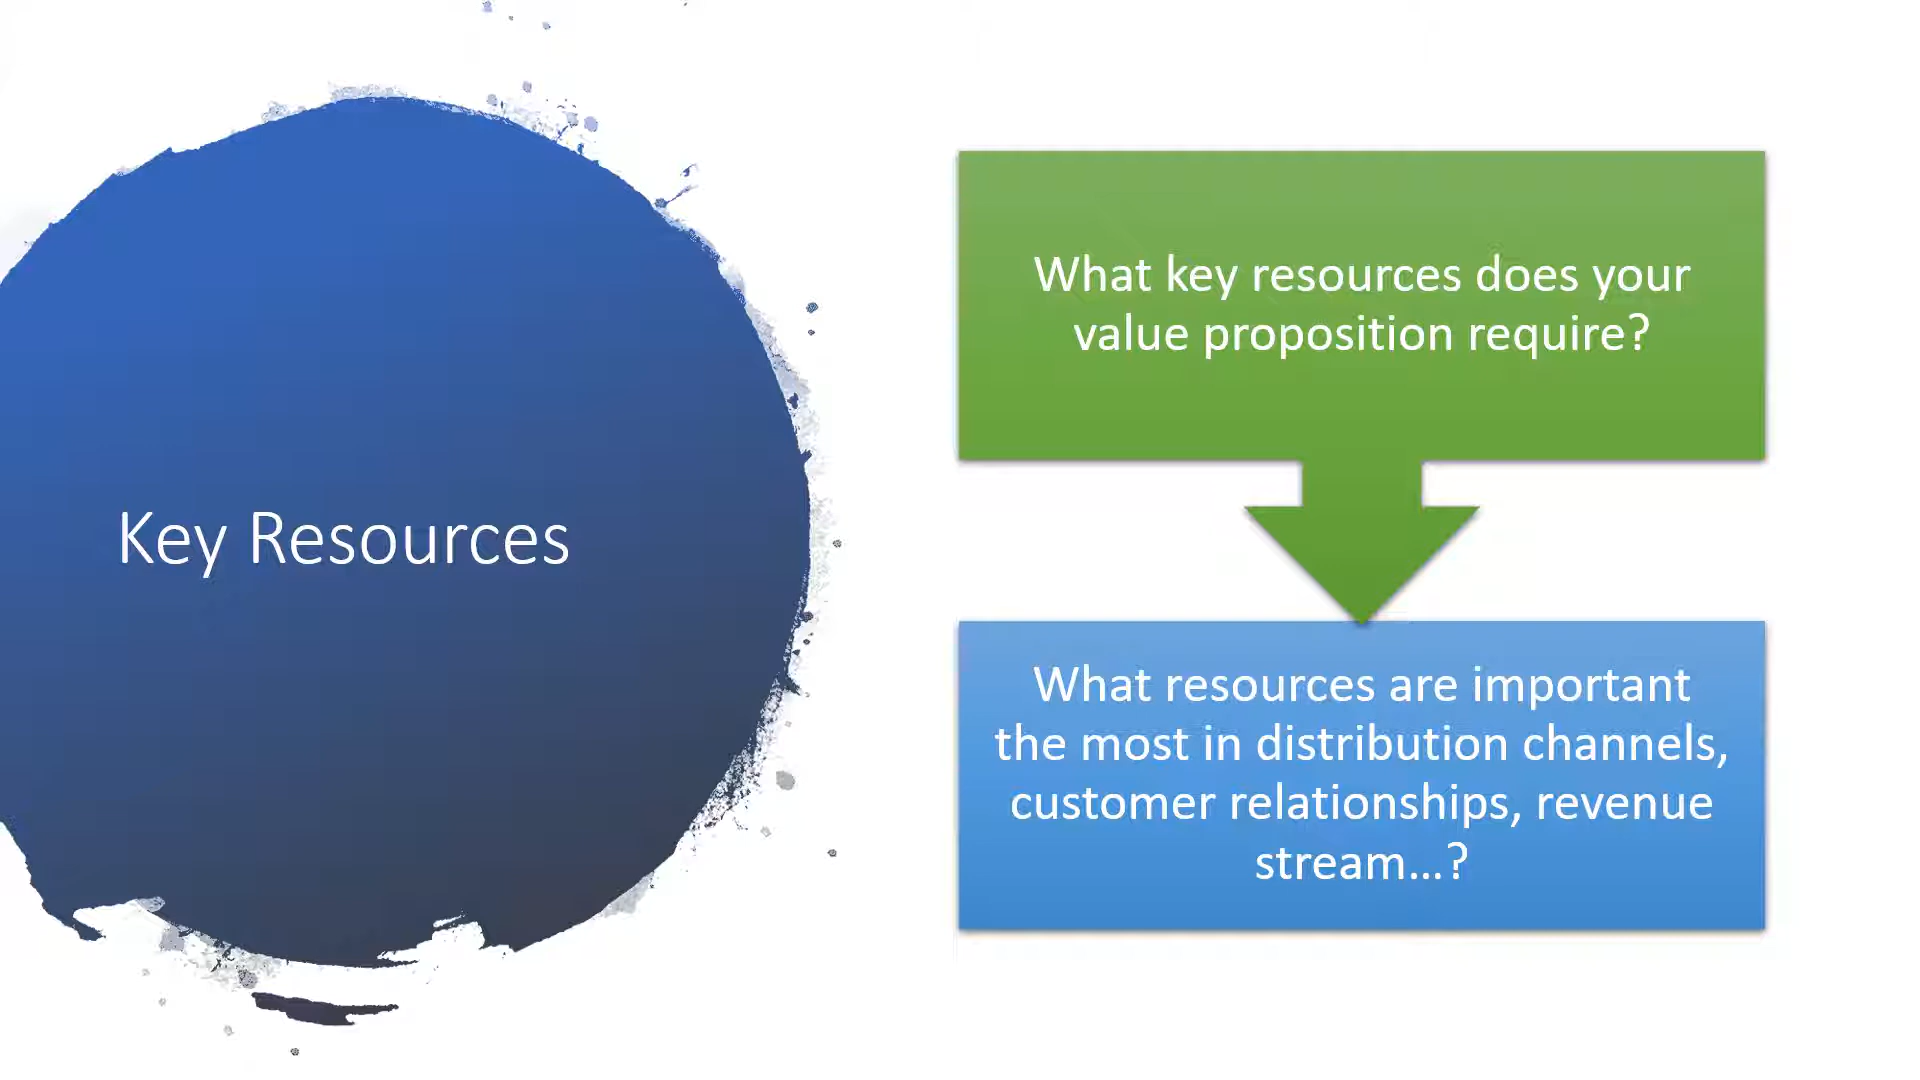 Key Resources
What key resources does your
value proposition require?
What resources are important
the most in distribution channels,
customer relationships, revenue
stream...?